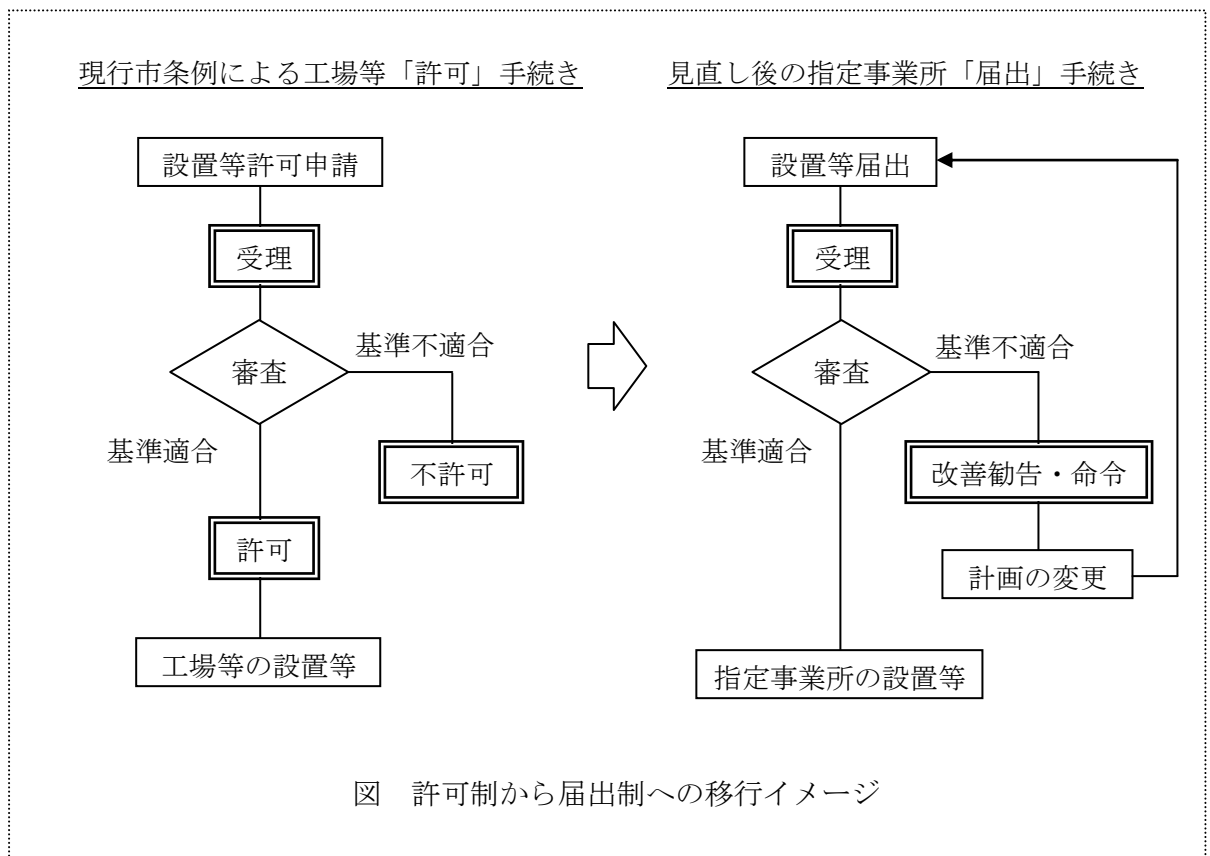 現行市条例による工場等「許可」手続き
設置等許可申請
受理
審査
基準不適合
基準適合
不許可
許可
工場等の設置等
見直し後の指定事業所「届出」手続き
設置等届出
受理
審査
基準不適合
基準適合
改善勧告・命令
計画の変更
指定事業所の設置等
図 許可制から届出制への移行イメージ